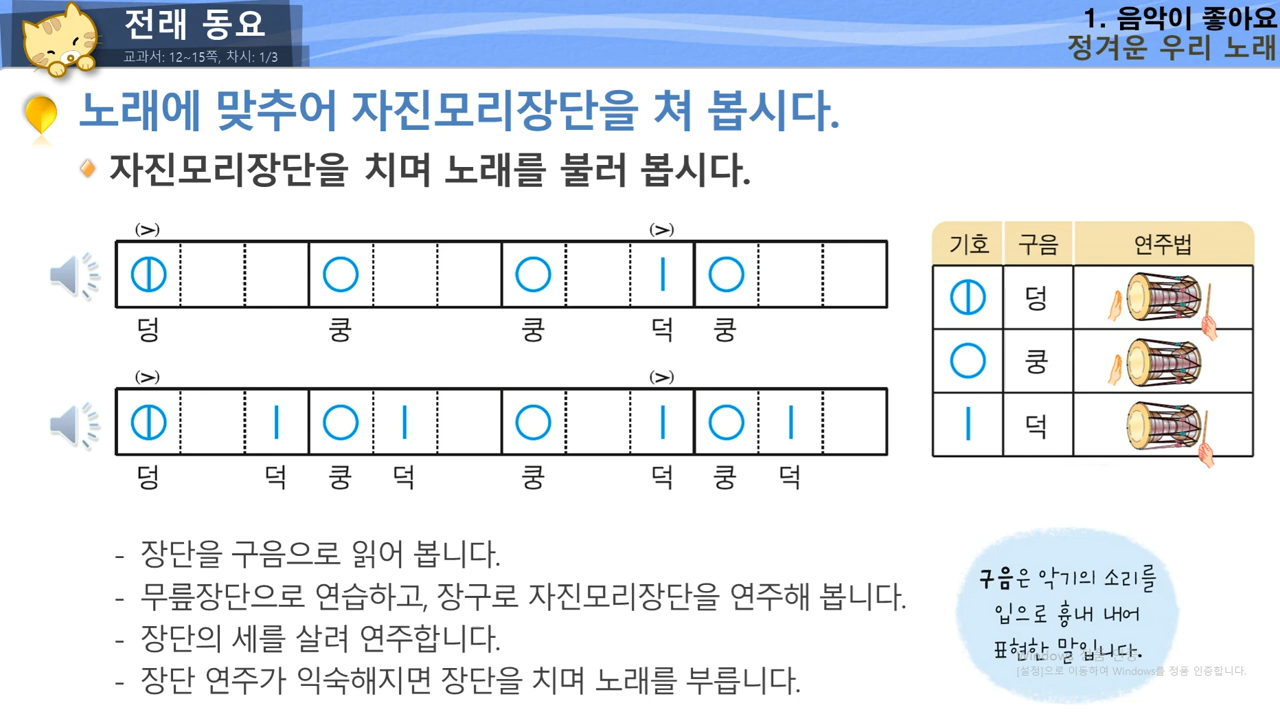 전래 동요
교과서: 12~15쪽, 차시: 1/3
1. 음악이 좋아요
정겨운 우리 노래
노래에 맞추어 자진모리장단을 쳐 봅시다.
자진모리장단을 치며 노래를 불러 봅시다.
(>) (>)
덩 쿵 쿵 덕 쿵
(>) (>)
덩 덕 쿵 덕 쿵 덕 쿵 덕
기호 구음 연주법
덩
쿵
덕
- 장단을 구음으로 읽어 봅니다.
- 무릎장단으로 연습하고, 장구로 자진모리장단을 연주해 봅니다.
- 장단의 세를 살려 연주합니다.
- 장단 연주가 익숙해지면 장단을 치며 노래를 부릅니다.
구음은 악기의 소리를
입으로 흉내 내어
표현한 말입니다.
Windows 정품 인증
[설정]으로 이동하여 Windows를 정품 인증합니다.